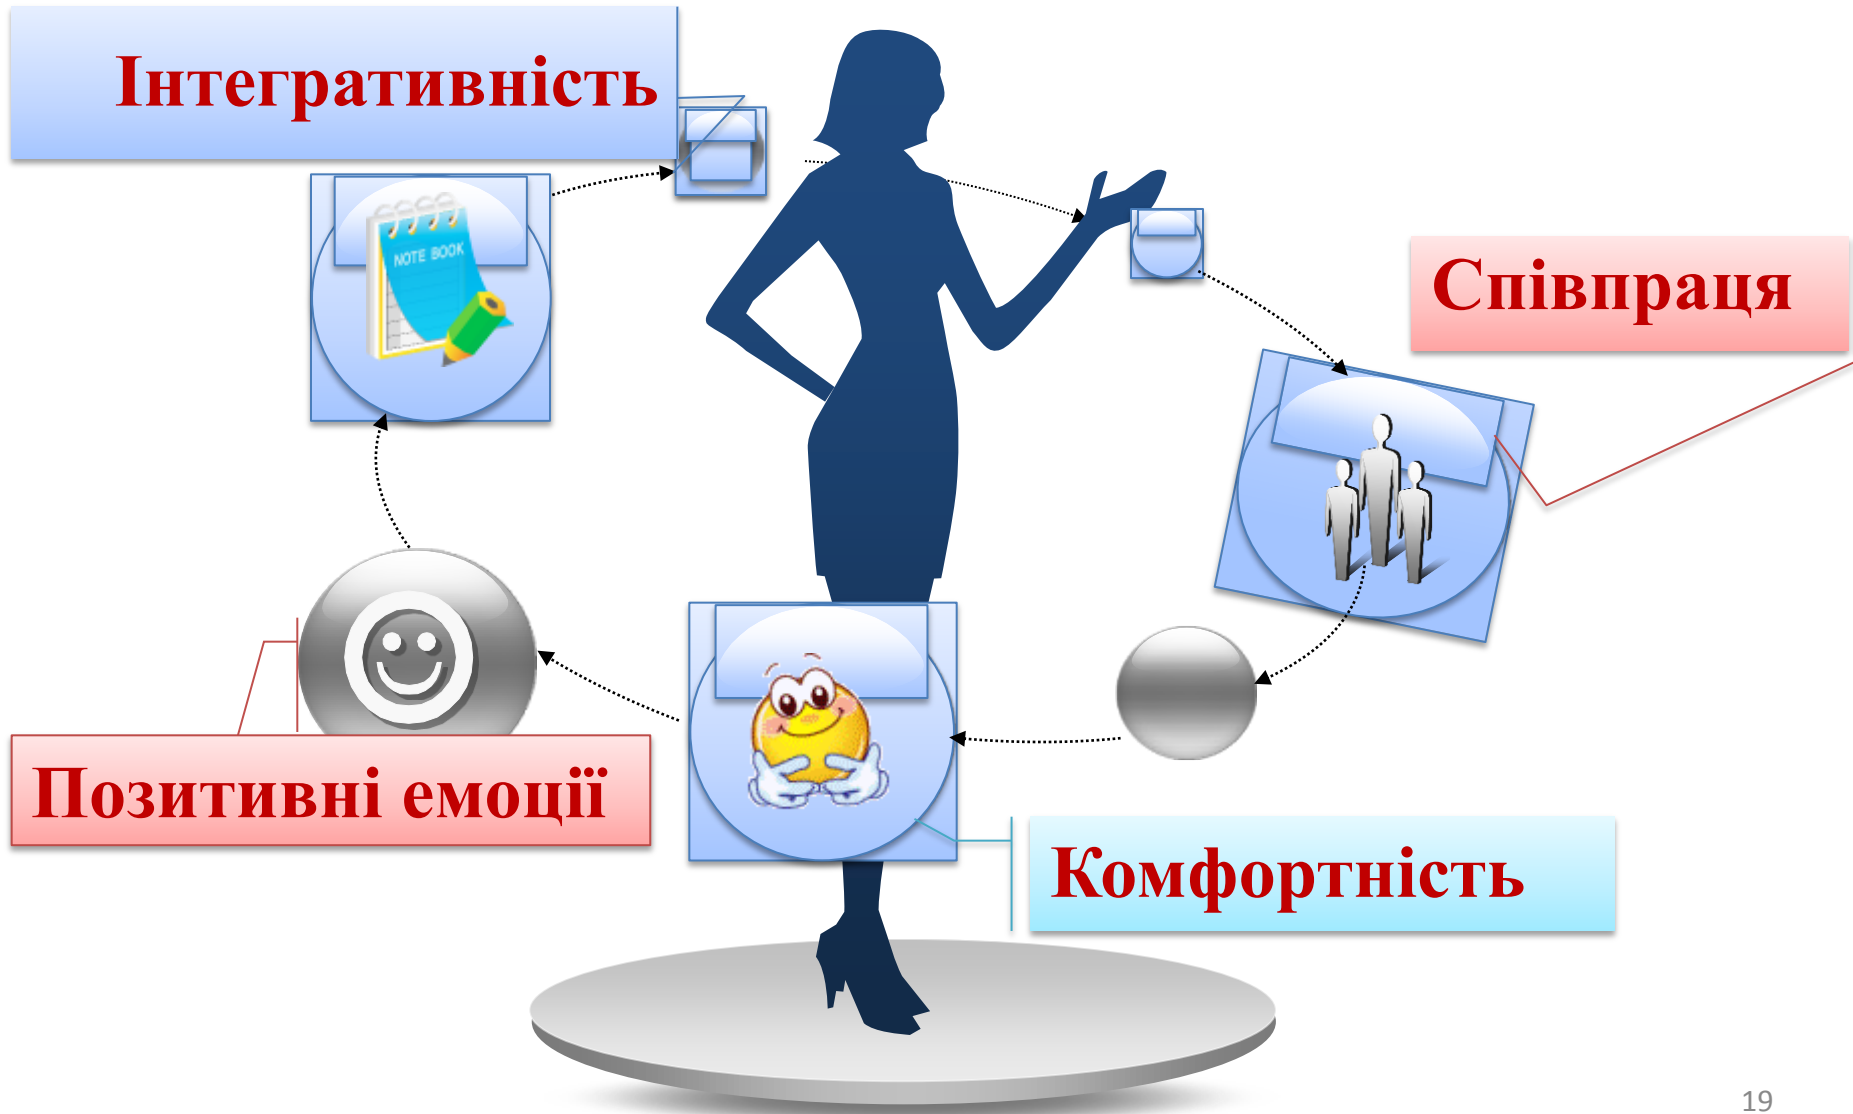 Інтегративність
NOTE BOOK
Співпраця
Позитивні емоції
Комфортність
19